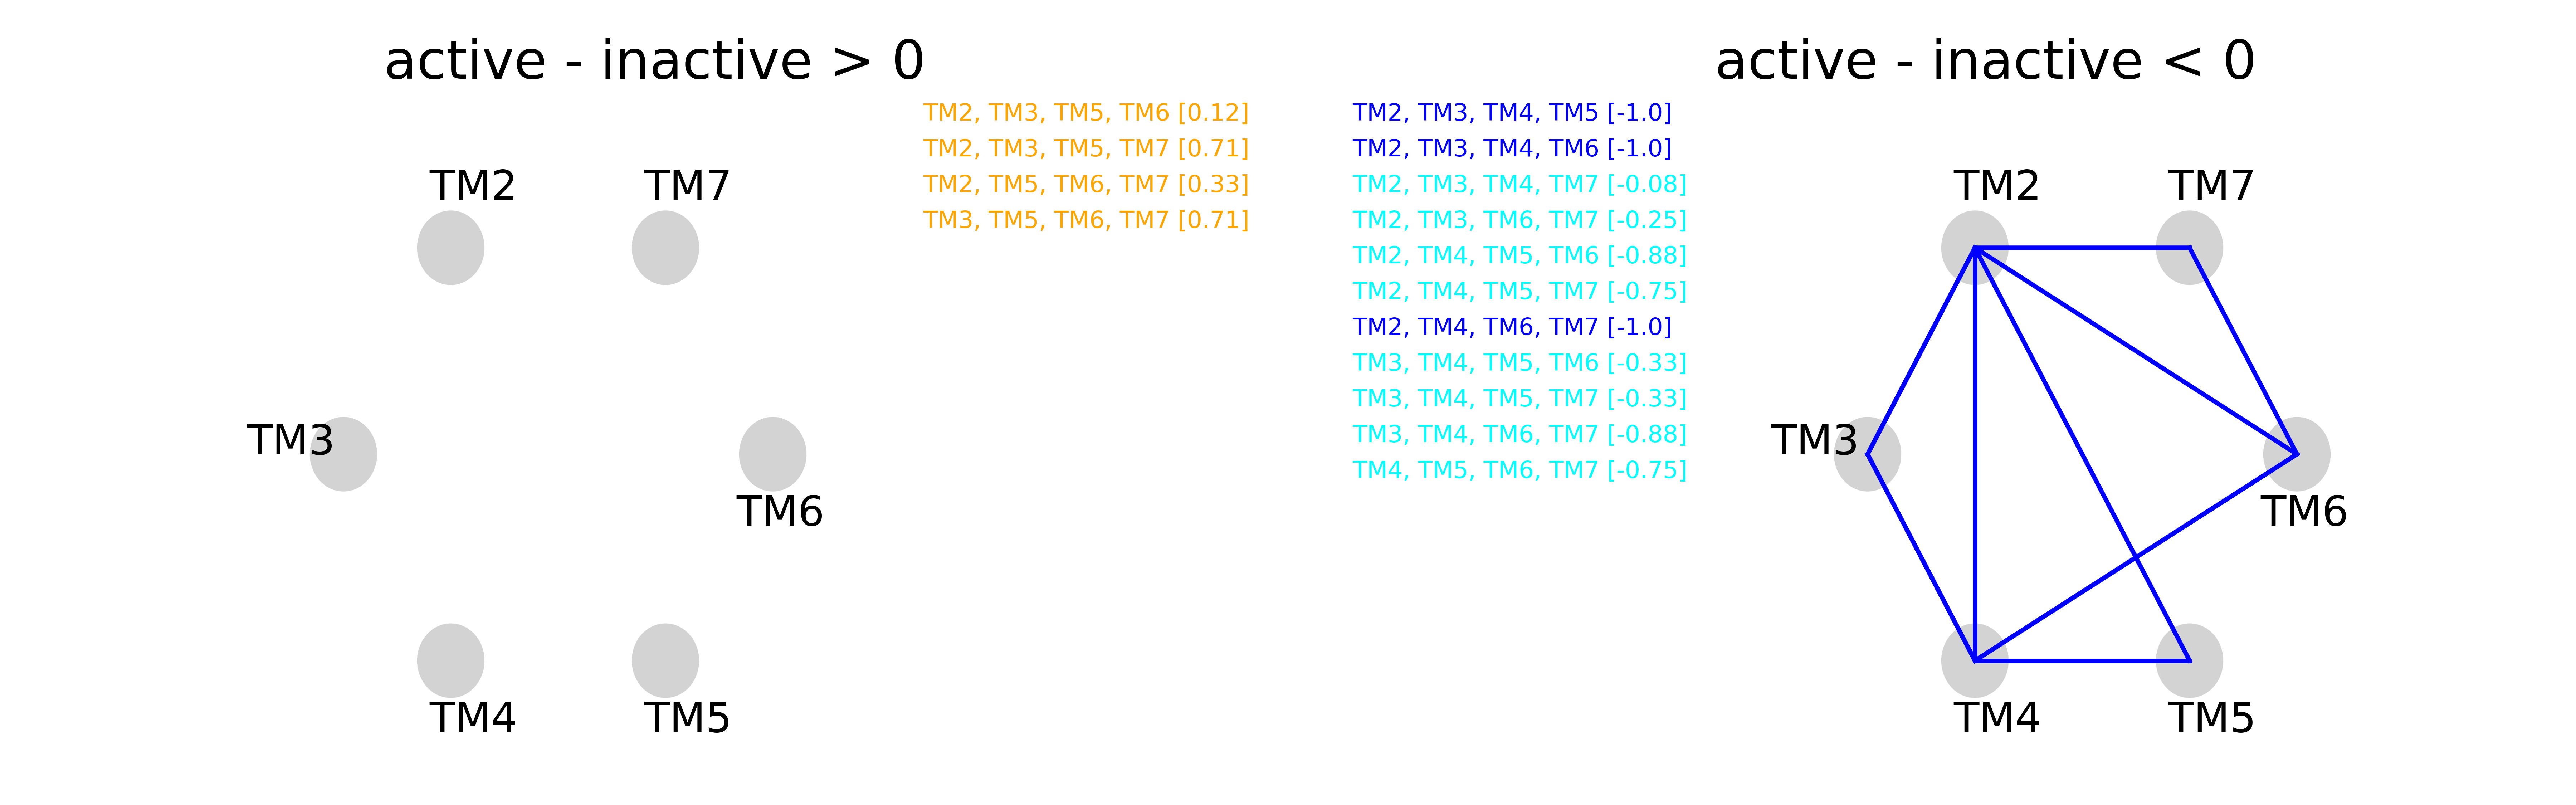 active - inactive > 0
TM2, TM3, TM5, TM6 [0.12]
TM2, TM3, TM5, TM7 [0.71]
TM2, TM5, TM6, TM7 [0.33]
TM3, TM5, TM6, TM7 [0.71]
TM2
TM7
TM3
TM6
TM4
TM5
active - inactive < 0
TM2, TM3, TM4, TM5 [-1.0]
TM2, TM3, TM4, TM6 [-1.0]
TM2, TM3, TM4, TM7 [-0.08]
TM2, TM3, TM6, TM7 [-0.25]
TM2, TM4, TM5, TM6 [-0.88]
TM2, TM4, TM5, TM7 [-0.75]
TM2, TM4, TM6, TM7 [-1.0]
TM3, TM4, TM5, TM6 [-0.33]
TM3, TM4, TM5, TM7 [-0.33]
TM3, TM4, TM6, TM7 [-0.88]
TM4, TM5, TM6, TM7 [-0.75]
TM2
TM7
TM3
TM6
TM4
TM5